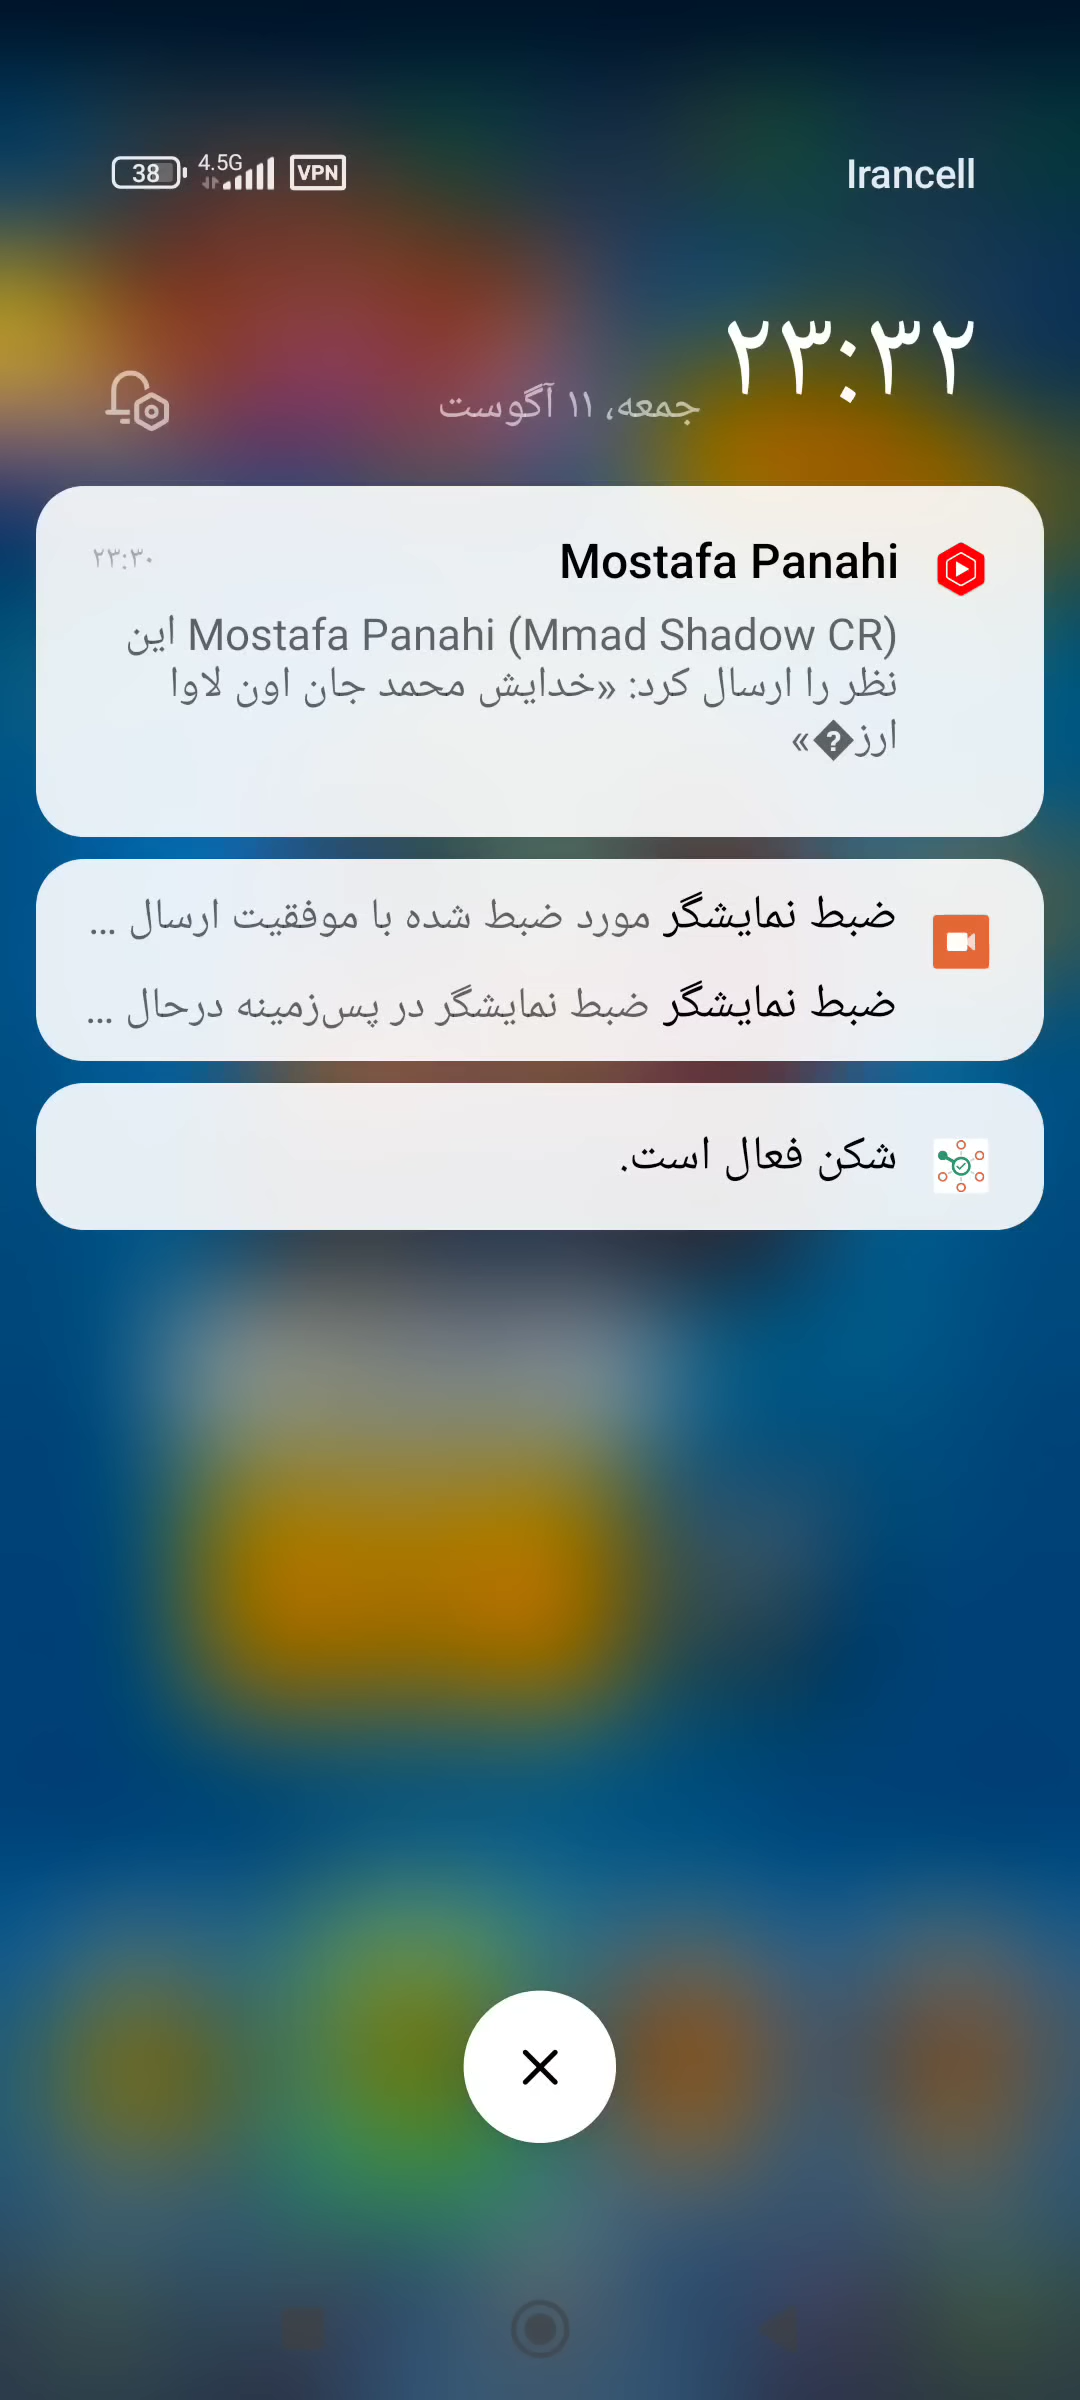 38 4.5G VPN Irancell
۲۳:۳۲
جمعه، ۱۱ آگوست
Mostafa Panahi ۲۳:۳۰
Mostafa Panahi (Mmad Shadow CR) این
نظر را ارسال کرد: «خدایش محمد جان اون لاوا
ارز�»
ضبط نمایشگر مورد ضبط شده با موفقیت ارسال ...
ضبط نمایشگر ضبط نمایشگر در پس‌زمینه درحال ...
شکن فعال است.